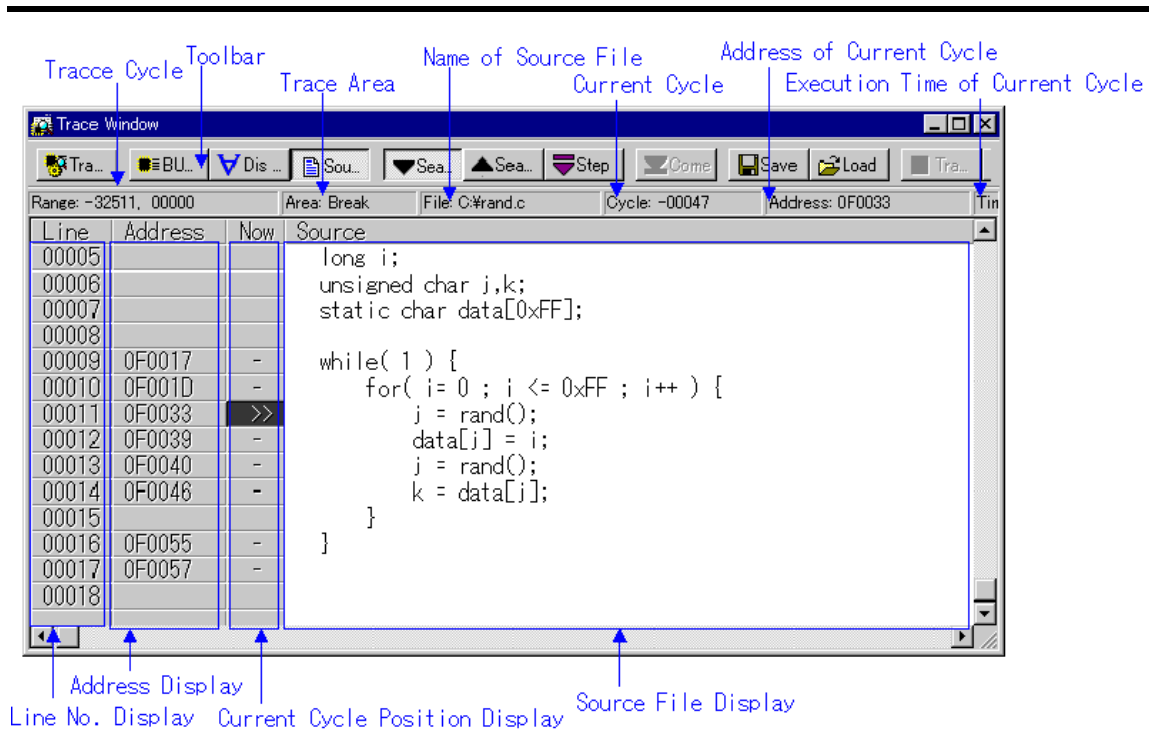 Toolbar Name of Source File Address of Current Cycle
Tracce Cycle Trace Area Current Cycle Execution Time of Current Cycle
Trace Window
Tra... BU... Dis ... Sou... Sea... Sea... Step Come Save Load Tra...
Range: -32511, 00000 Area: Break File: C:¥rand.c Cycle: -00047 Address: 0F0033 Tim
Line Address Now Source
00005 long i;
00006 unsigned char j,k;
00007 static char data[0xFF];
00008
00009 0F0017 - while( 1 ) {
00010 0F001D - for( i= 0 ; i <= 0xFF ; i++ ) {
00011 0F0033 >> j = rand();
00012 0F0039 - data[j] = i;
00013 0F0040 - j = rand();
00014 0F0046 - k = data[j];
00015 }
00016 0F0055 - }
00017 0F0057 -
00018
Address Display Source File Display
Line No. Display Current Cycle Position Display